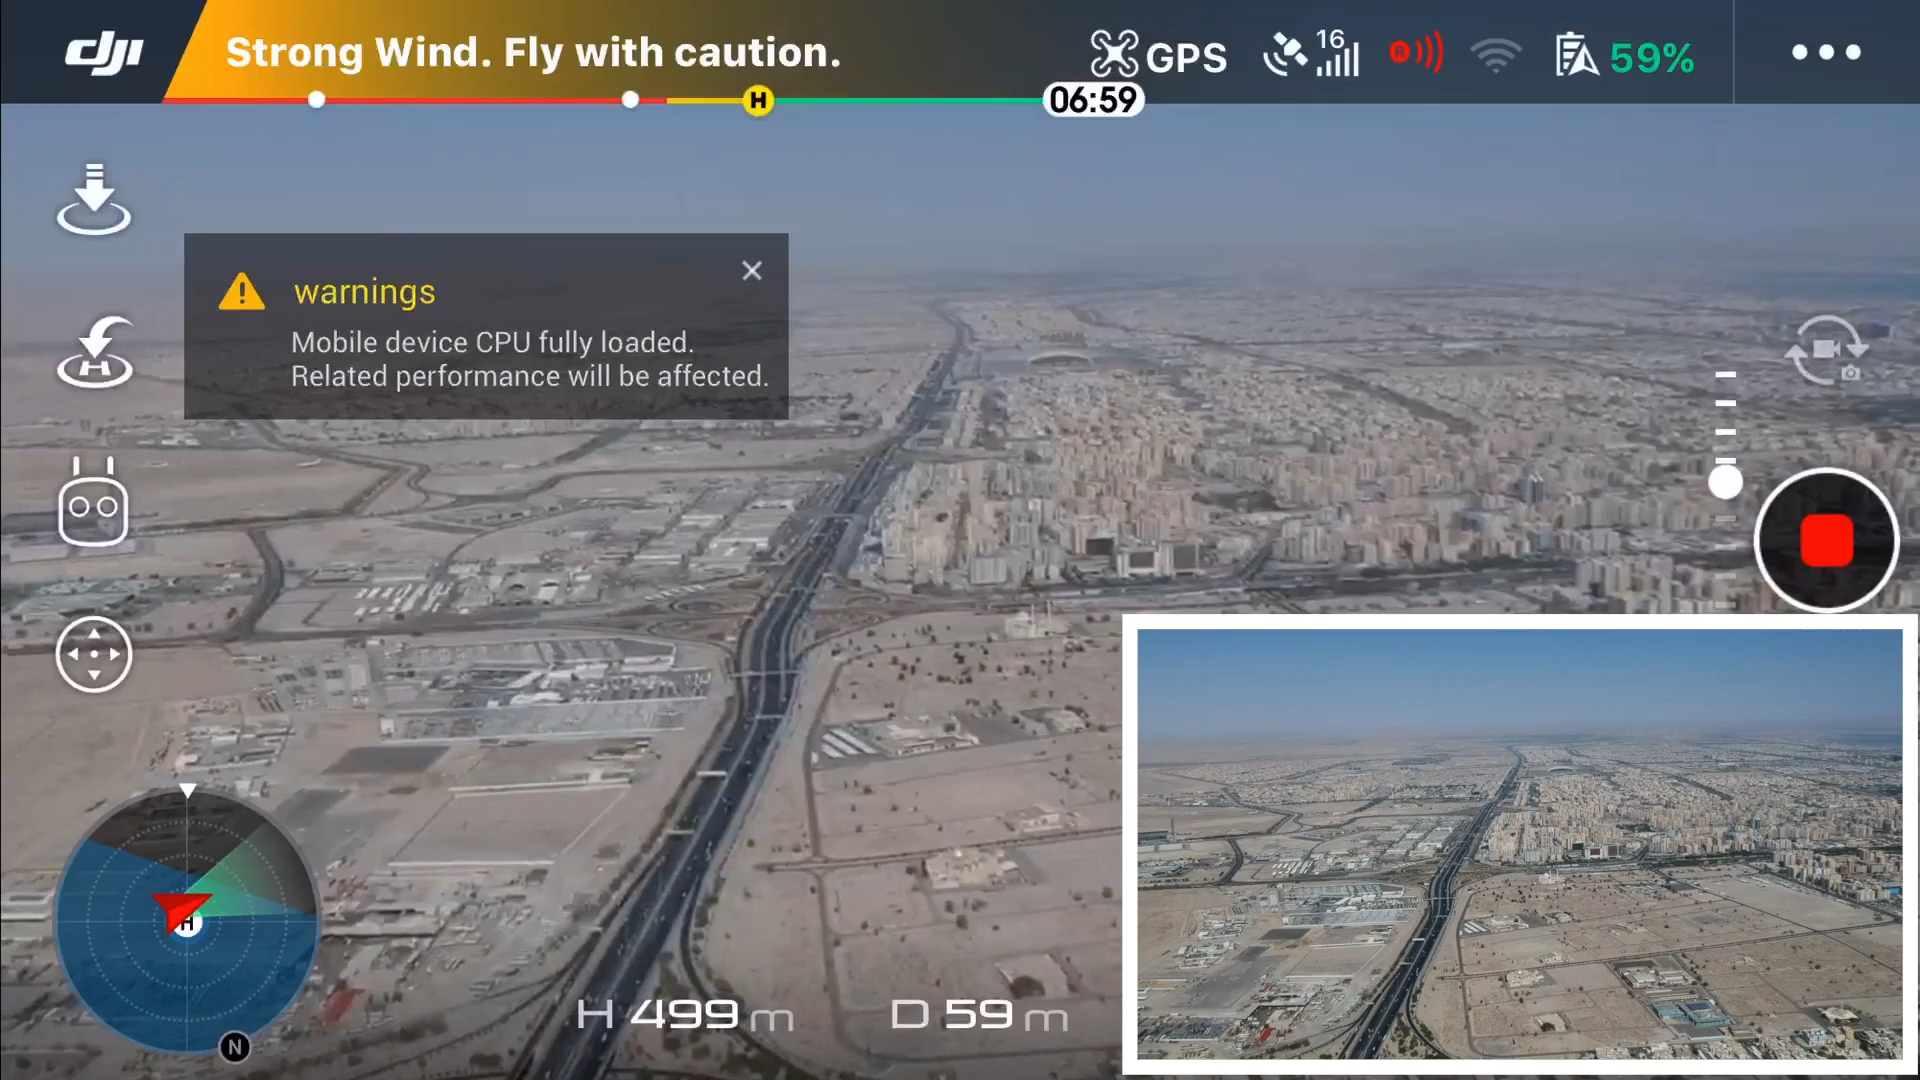 dji
Strong Wind. Fly with caution.
GPS
16
59%
H
06:59
warnings
Mobile device CPU fully loaded.
Related performance will be affected.
H
H
N
H 499 m
D 59 m